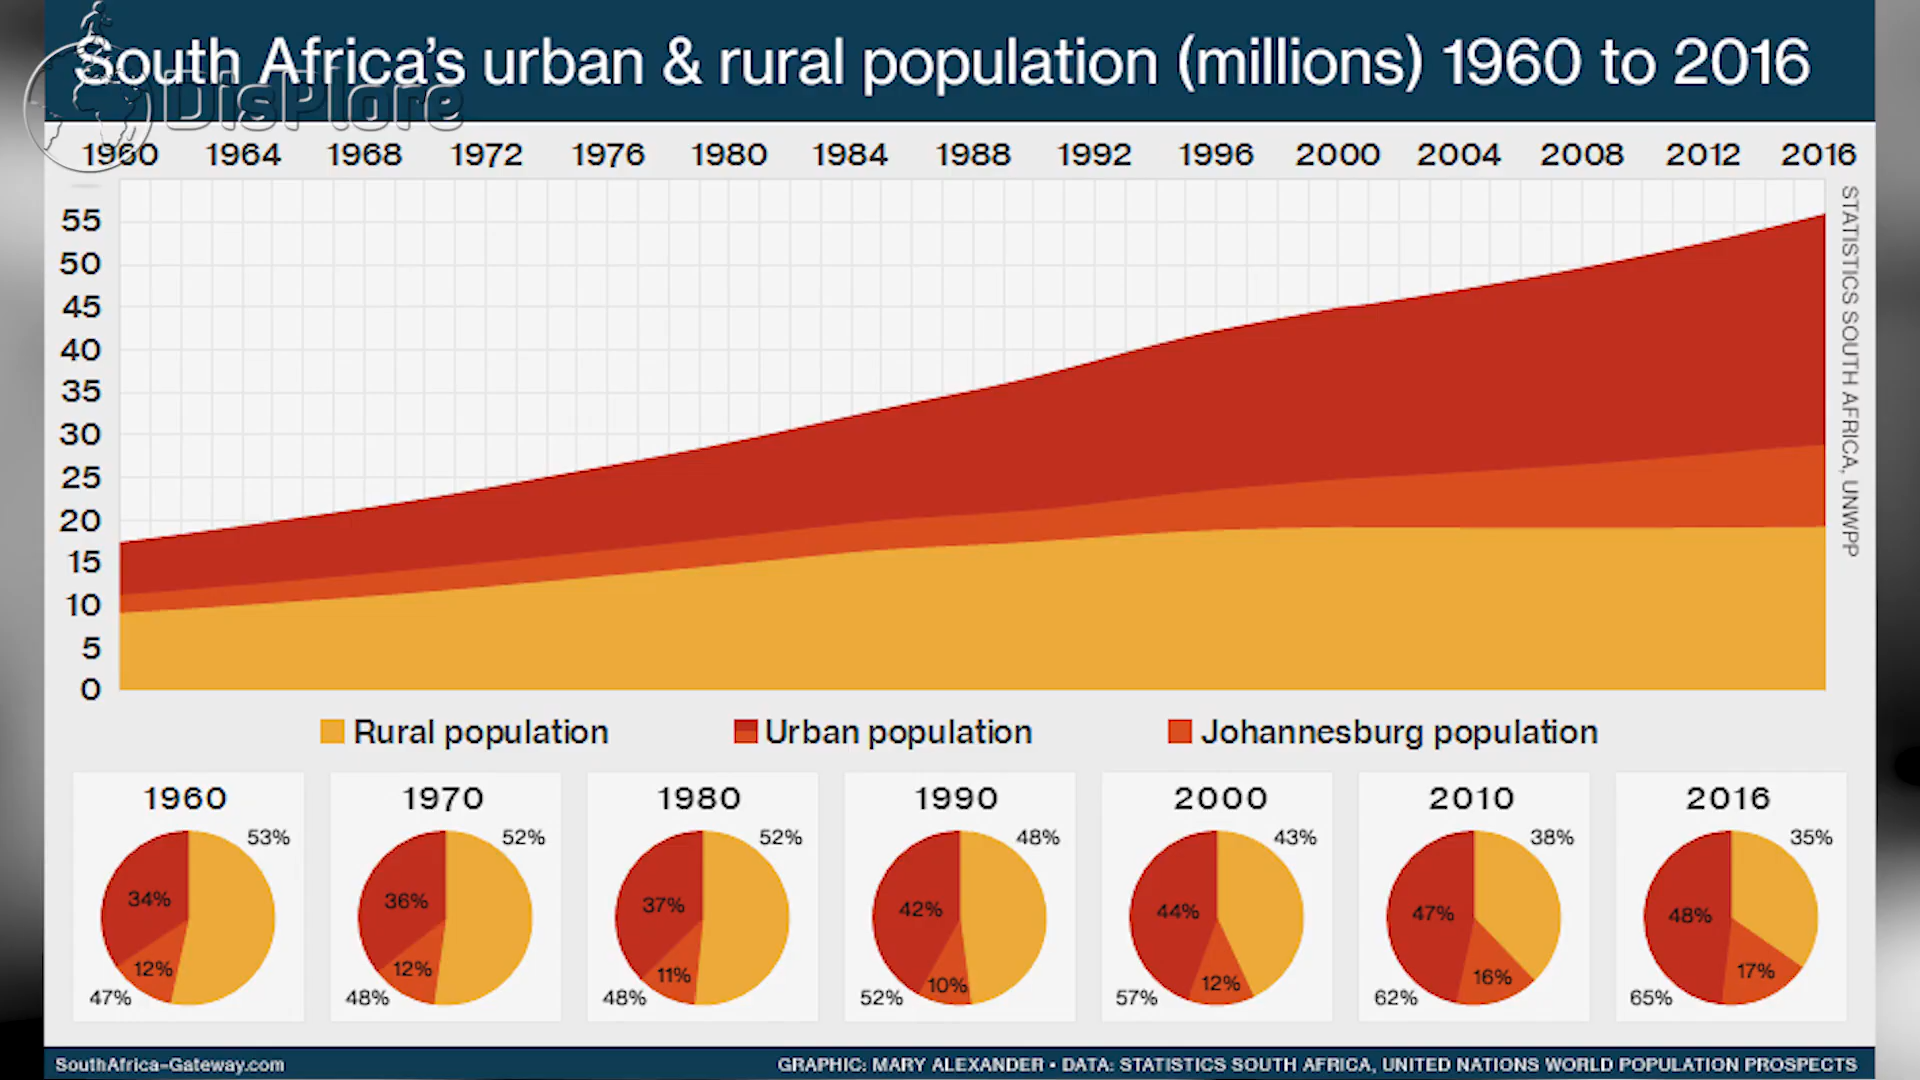 South Africa's urban & rural population (millions) 1960 to 2016
DisPlore
1960 1964 1968 1972 1976 1980 1984 1988 1992 1996 2000 2004 2008 2012 2016
55
50
45
40
35
30
25
20
15
10
5
0
STATISTICS SOUTH AFRICA, UNWPP
Rural population Urban population Johannesburg population
1960 1970 1980 1990 2000 2010 2016
53% 52% 52% 48% 43% 38% 35%
34% 36% 37% 42% 44% 47% 48%
12% 12% 11% 10% 12% 16% 17%
47% 48% 48% 52% 57% 62% 65%
SouthAfrica-Gateway.com
GRAPHIC: MARY ALEXANDER • DATA: STATISTICS SOUTH AFRICA, UNITED NATIONS WORLD POPULATION PROSPECTS